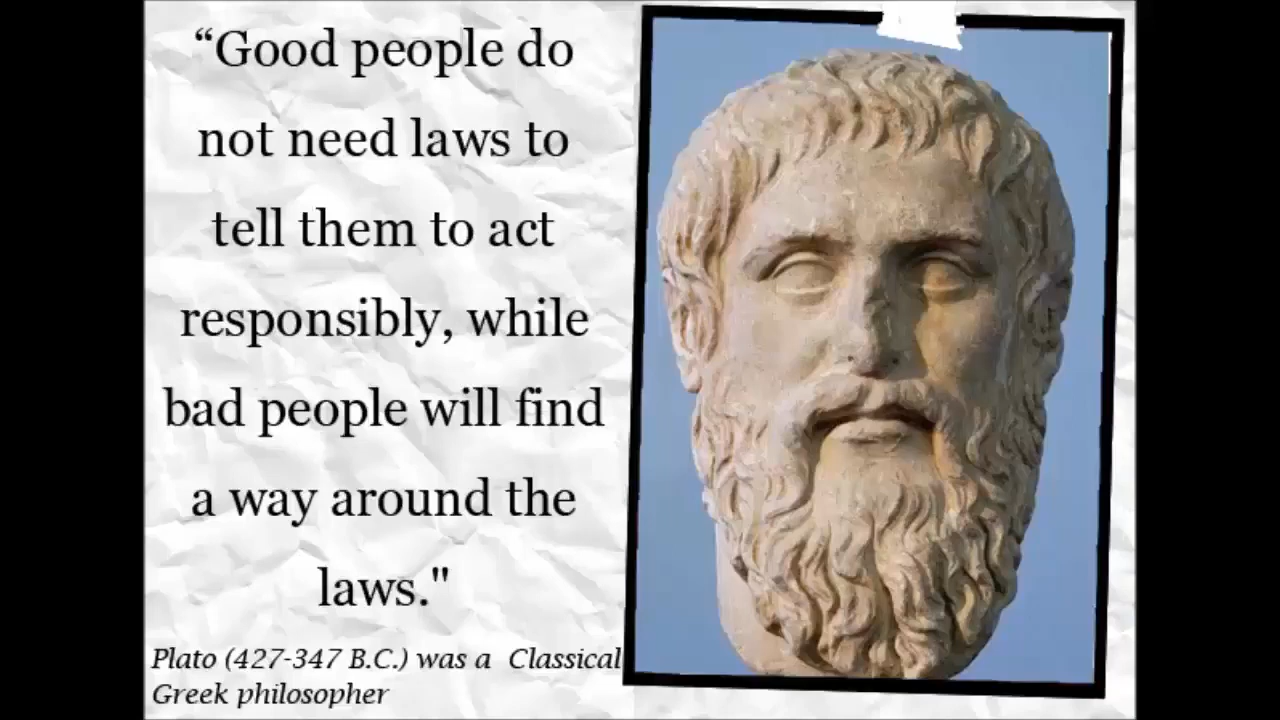 “Good people do
not need laws to
tell them to act
responsibly, while
bad people will find
a way around the
laws."
Plato (427-347 B.C.) was a  Classical
Greek philosopher